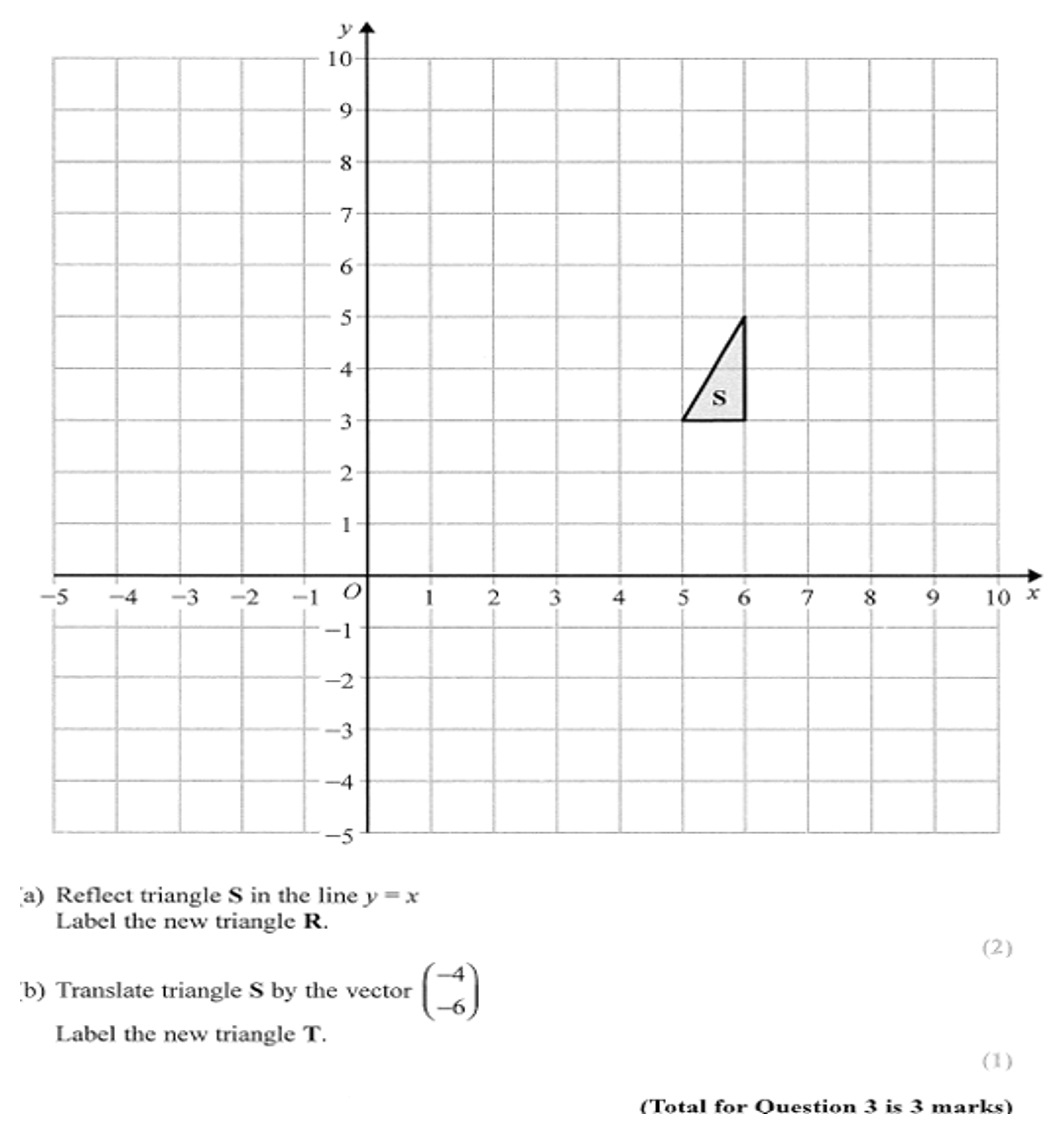 y
10
9
8
7
6
5
4
S
3
2
1
−5 −4 −3 −2 −1 O 1 2 3 4 5 6 7 8 9 10 x
−1
−2
−3
−4
−5
a) Reflect triangle S in the line y = x
Label the new triangle R.
(2)
b) Translate triangle S by the vector (−4
−6)
Label the new triangle T.
(1)
(Total for Question 3 is 3 marks)